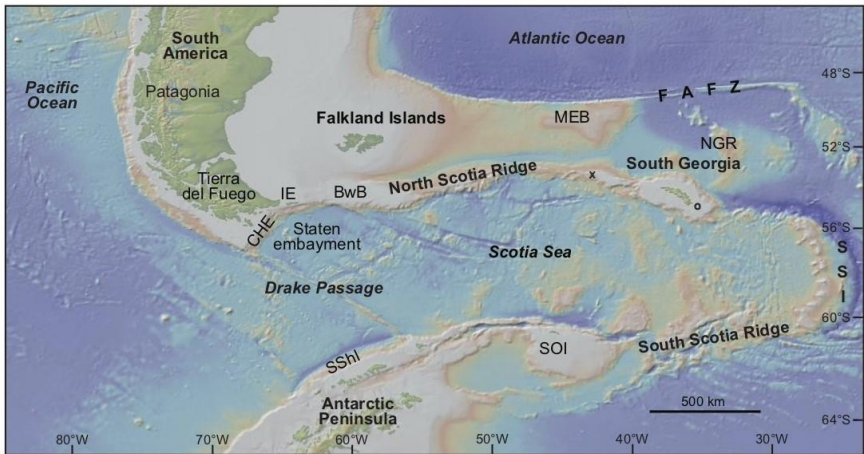 South
America
Atlantic Ocean
48°S
Pacific
Ocean
Patagonia
F A F Z
MEB
Falkland Islands
NGR
52°S
South Georgia
North Scotia Ridge
x
Tierra
del Fuego
IE
BwB
o
CHE
Staten
embayment
56°S
Scotia Sea
S
S
I
Drake Passage
60°S
South Scotia Ridge
SOI
SShI
500 km
Antarctic
Peninsula
64°S
80°W
70°W
60°W
50°W
40°W
30°W